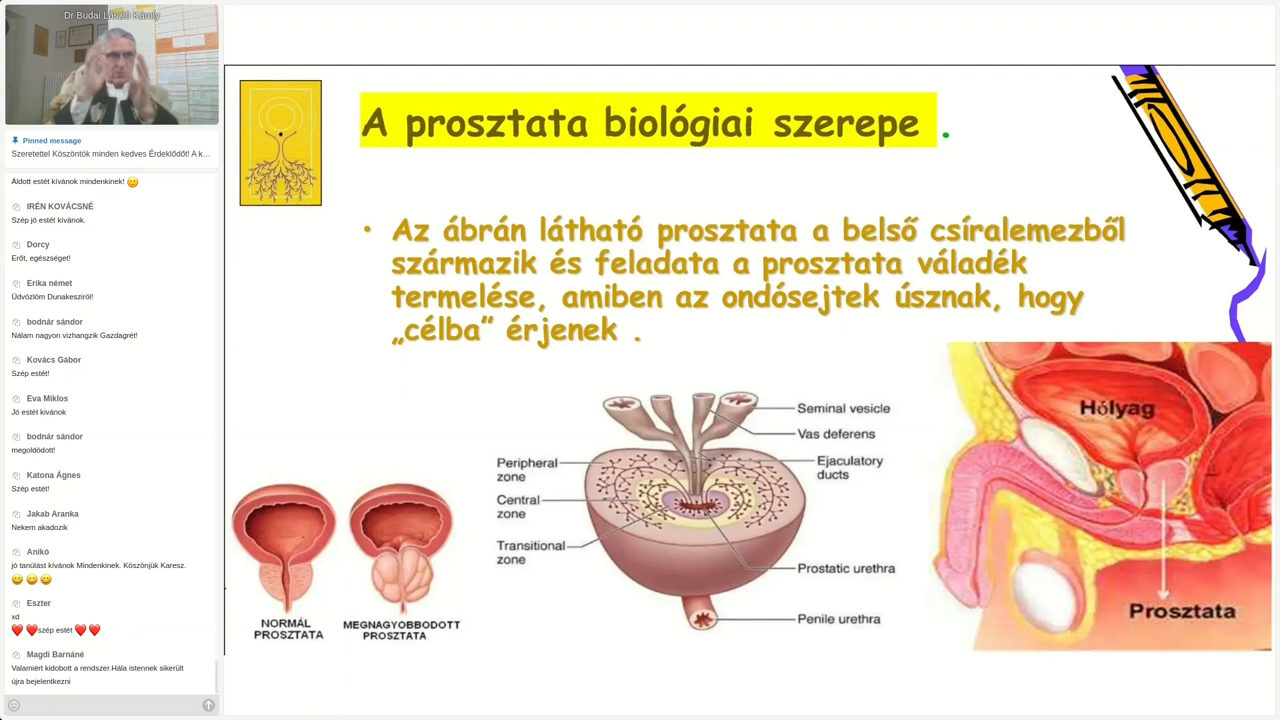 Dr Budai László Károly
Pinned message
Szeretettel Köszöntök minden kedves Érdeklődőt! A k...
Áldott estét kívánok mindenkinek!
IRÉN KOVÁCSNÉ
Szép jó estét kívánok.
Dorcy
Erőt, egészséget!
Erika német
Üdvözlöm Dunakesziröl!
bodnár sándor
Nálam nagyon vizhangzik Gazdagrét!
Kovács Gábor
Szép estét!
Eva Miklos
Jó estét kivánok
bodnár sándor
megoldódott!
Katona Ágnes
Szép estét!
Jakab Aranka
Nekem akadozik
Anikó
jó tanúlást kívánok Mindenkinek. Köszönjük Karesz.
Eszter
xd
szép estét
Magdi Barnáné
Valamiért kidobott a rendszer.Hála istennek sikerült
újra bejelentkezni
A prosztata biológiai szerepe .
• Az ábrán látható prosztata a belső csíralemezből
származik és feladata a prosztata váladék
termelése, amiben az ondósejtek úsznak, hogy
„célba” érjenek .
NORMÁL
PROSZTATA
MEGNAGYOBBODOTT
PROSZTATA
Peripheral
zone
Central
zone
Transitional
zone
Seminal vesicle
Vas deferens
Ejaculatory
ducts
Prostatic urethra
Penile urethra
Hólyag
Prosztata